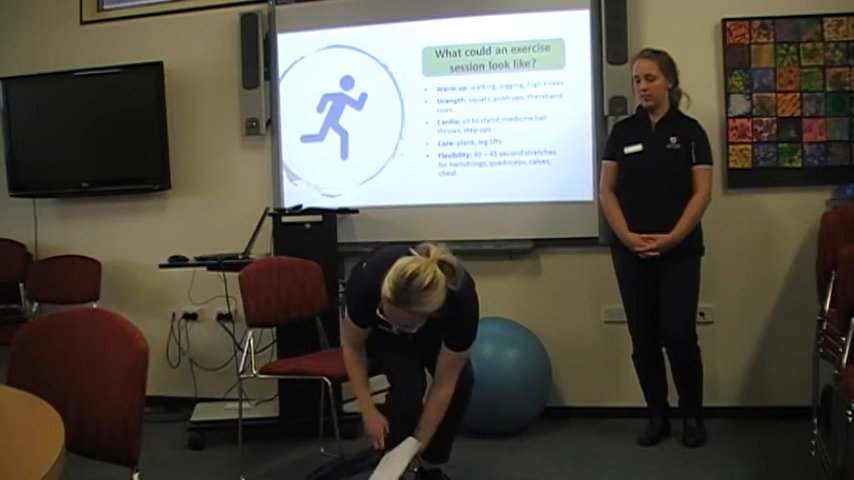 What could an exercise
session look like?
• Warm up: walking, jogging, high knees
• Strength: squats, push ups, theraband
rows
• Cardio: sit to stand, medicine ball
throws, step ups
• Core: plank, leg lifts
• Flexibility: 30 – 45 second stretches
for hamstrings, quadriceps, calves,
chest